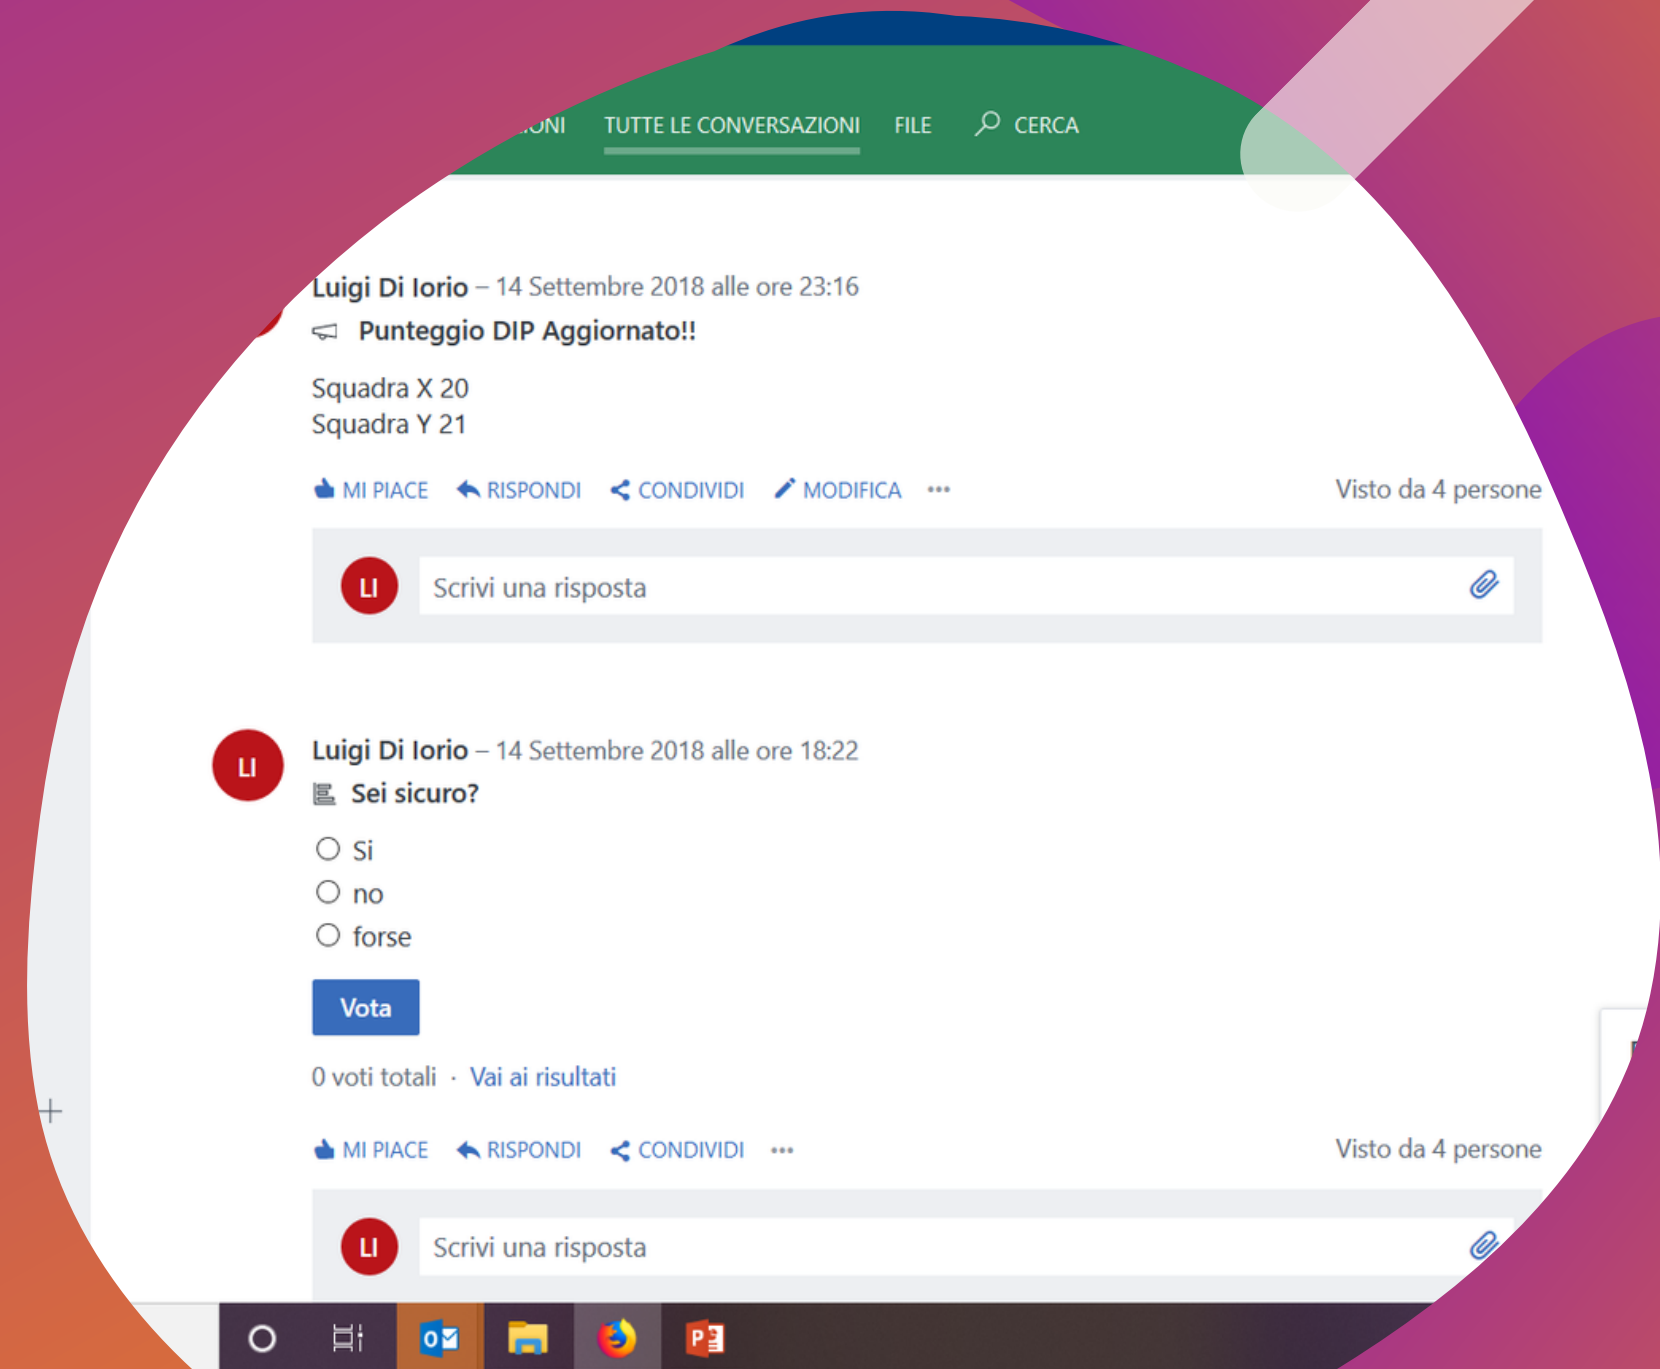 TUTTE LE CONVERSAZIONI FILE CERCA
Luigi Di Iorio – 14 Settembre 2018 alle ore 23:16
Punteggio DIP Aggiornato!!
Squadra X 20
Squadra Y 21
MI PIACE RISPONDI CONDIVIDI MODIFICA ••• Visto da 4 persone
LI Scrivi una risposta
LI Luigi Di Iorio – 14 Settembre 2018 alle ore 18:22
Sei sicuro?
Si
no
forse
Vota
0 voti totali · Vai ai risultati
MI PIACE RISPONDI CONDIVIDI ••• Visto da 4 persone
LI Scrivi una risposta